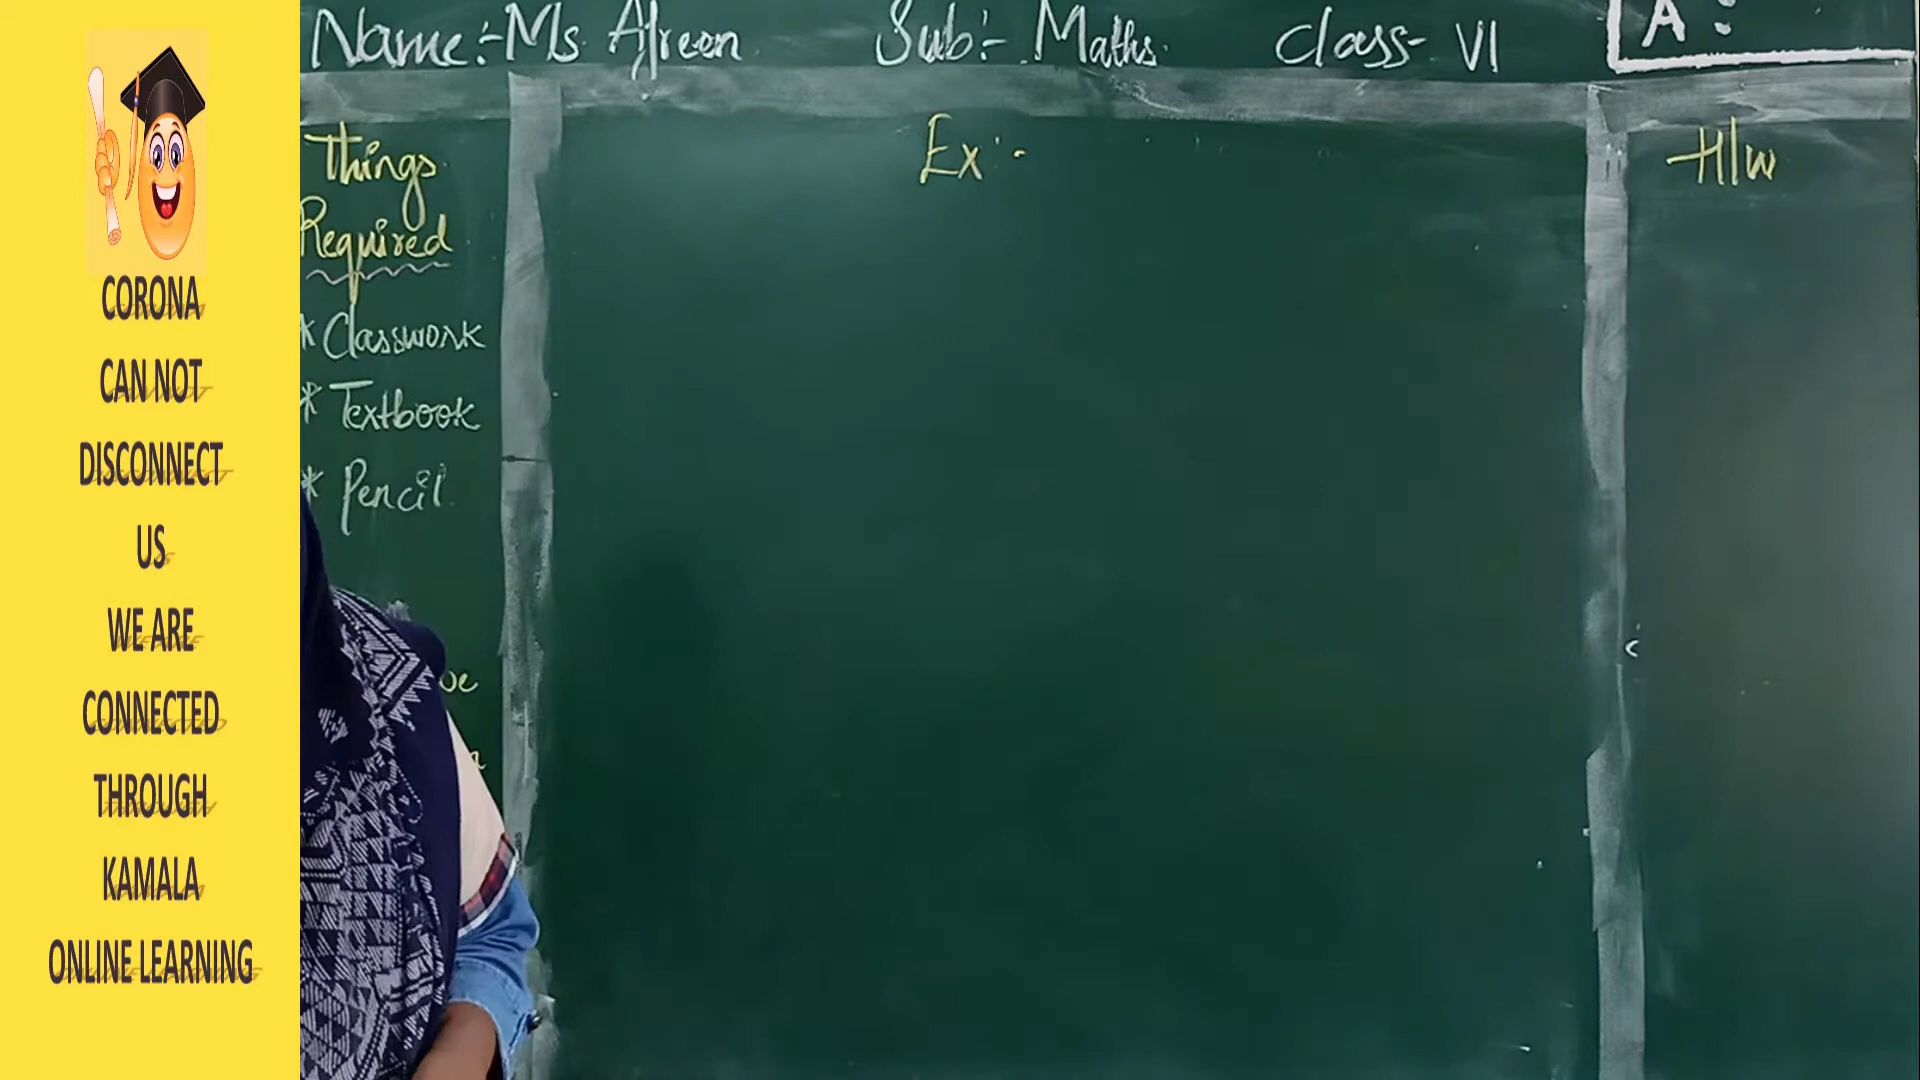 CORONA
CAN NOT
DISCONNECT
US
WE ARE
CONNECTED
THROUGH
KAMALA
ONLINE LEARNING
Name:-Ms Afreen Sub:- Maths. Class- VI
A :
Things
Required
* Classwork
* Textbook
* Pencil.
Ex:-
H/w